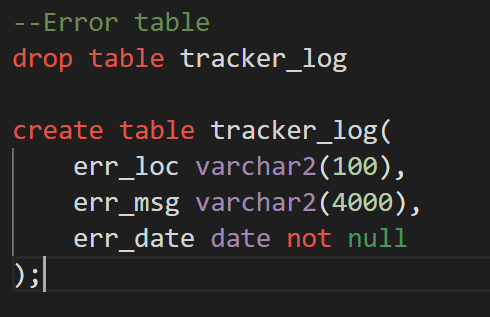 --Error table
drop table tracker_log
create table tracker_log(
err_loc varchar2(100),
err_msg varchar2(4000),
err_date date not null
);